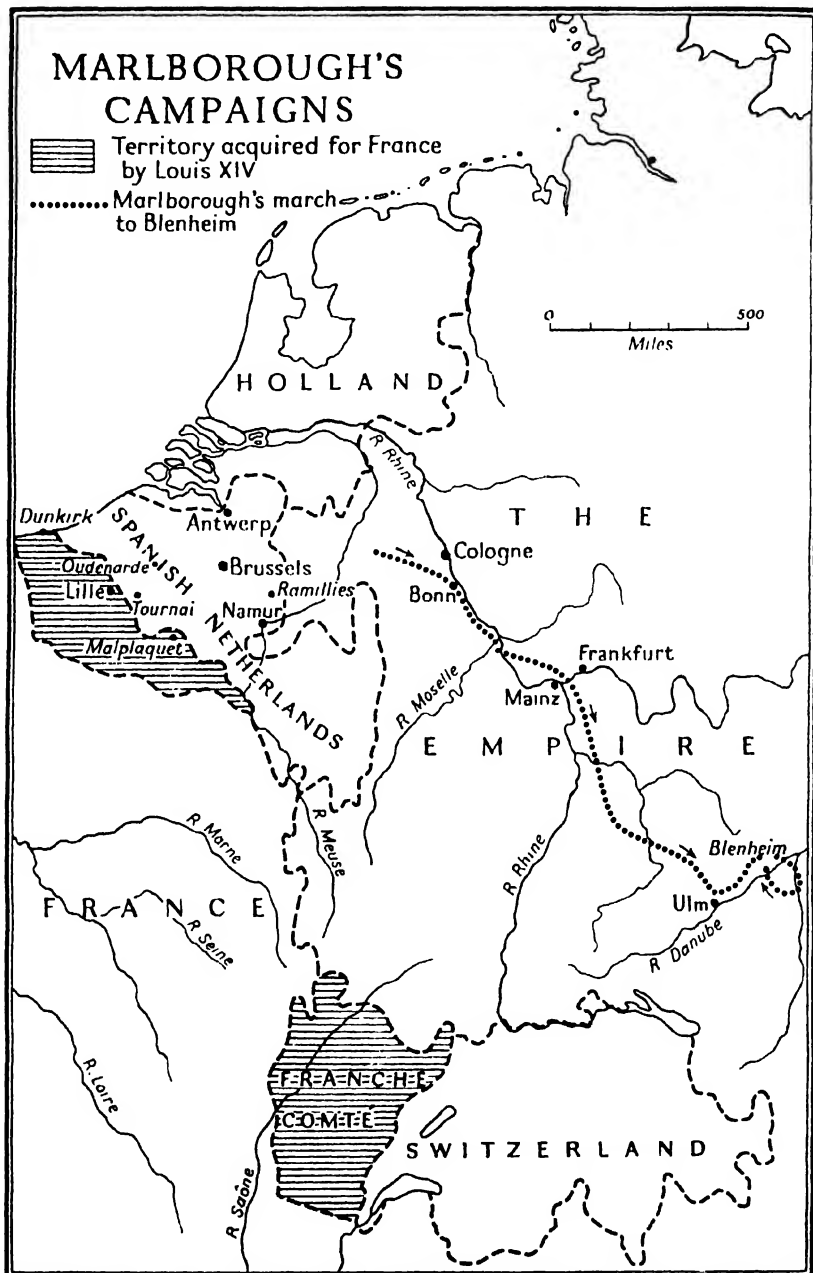 MARLBOROUGH'S
CAMPAIGNS
Territory acquired for France
by Louis XIV
Marlborough's march
to Blenheim
0 500
Miles
HOLLAND
R Rhine
THE
Dunkirk
SPANISH NETHERLANDS
Antwerp
Cologne
Oudenarde
Brussels
Lille
Ramillies
Bonn
Tournai
Namur
Malplaquet
Frankfurt
Mainz
R Moselle
EMPIRE
R Marne
R Meuse
R Rhine
Blenheim
FRANCE
Ulm
R Seine
R Danube
R. Loire
FRANCHE
COMTÉ
SWITZERLAND
R Saône